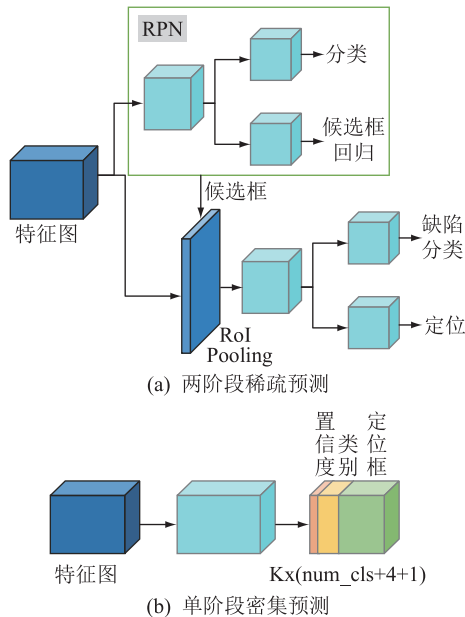 RPN
分类
候选框
回归
特征图
候选框
缺陷
分类
RoI
Pooling
定位
(a) 两阶段稀疏预测
置信度
类别
定位框
特征图
Kx(num_cls+4+1)
(b) 单阶段密集预测